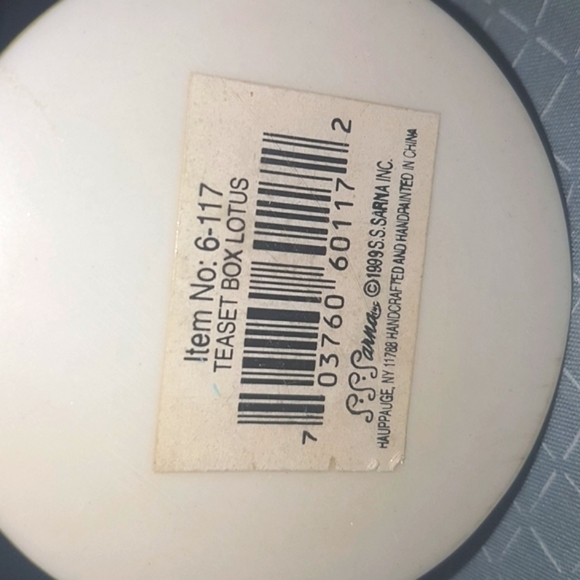 Item No: 6-117
TEASET BOX LOTUS
7 03760 60117 2
S.S.Sarna Inc ©1999 S.S.SARNA INC.
HAUPPAUGE, NY 11788 HANDCRAFTED AND HANDPAINTED IN CHINA